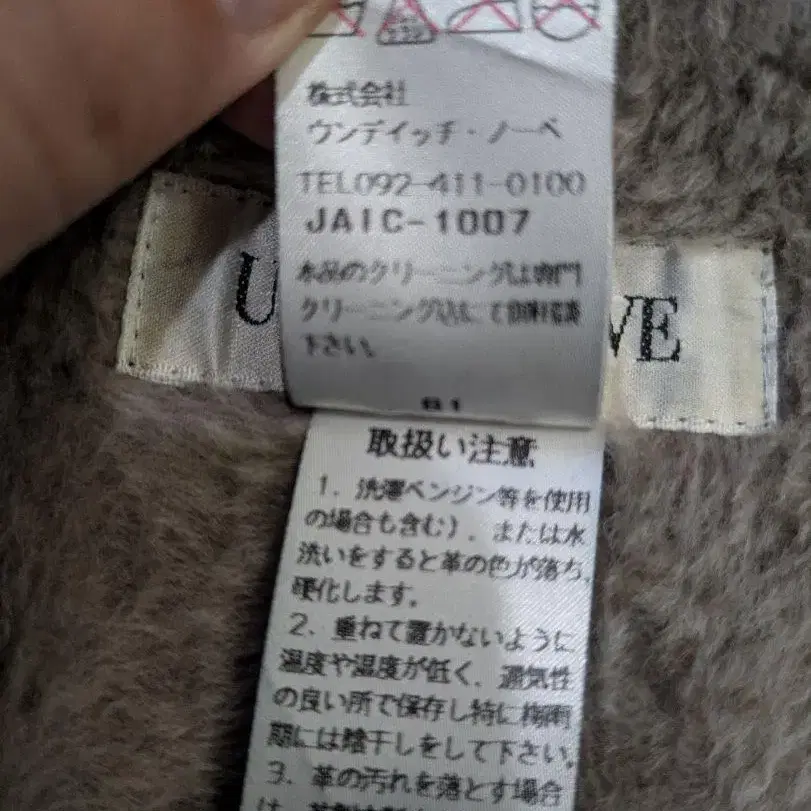 株式会社
ウンディッチ・ノーベ
TEL092-411-0100
JAIC-1007
本品のクリーニングは専門
クリーニング店にて御相談
下さい。
B1
U VE
取扱い注意
1．洗濯ベンジン等を使用
の場合も含む）．または水
洗いをすると革の色が落ち，
硬化します。
2．重ねて置かないように
温度や湿度が低く．通気性
の良い所で保存し特に梅雨
期には陰干しをして下さい。
3．革の汚れを落とす場合
は．